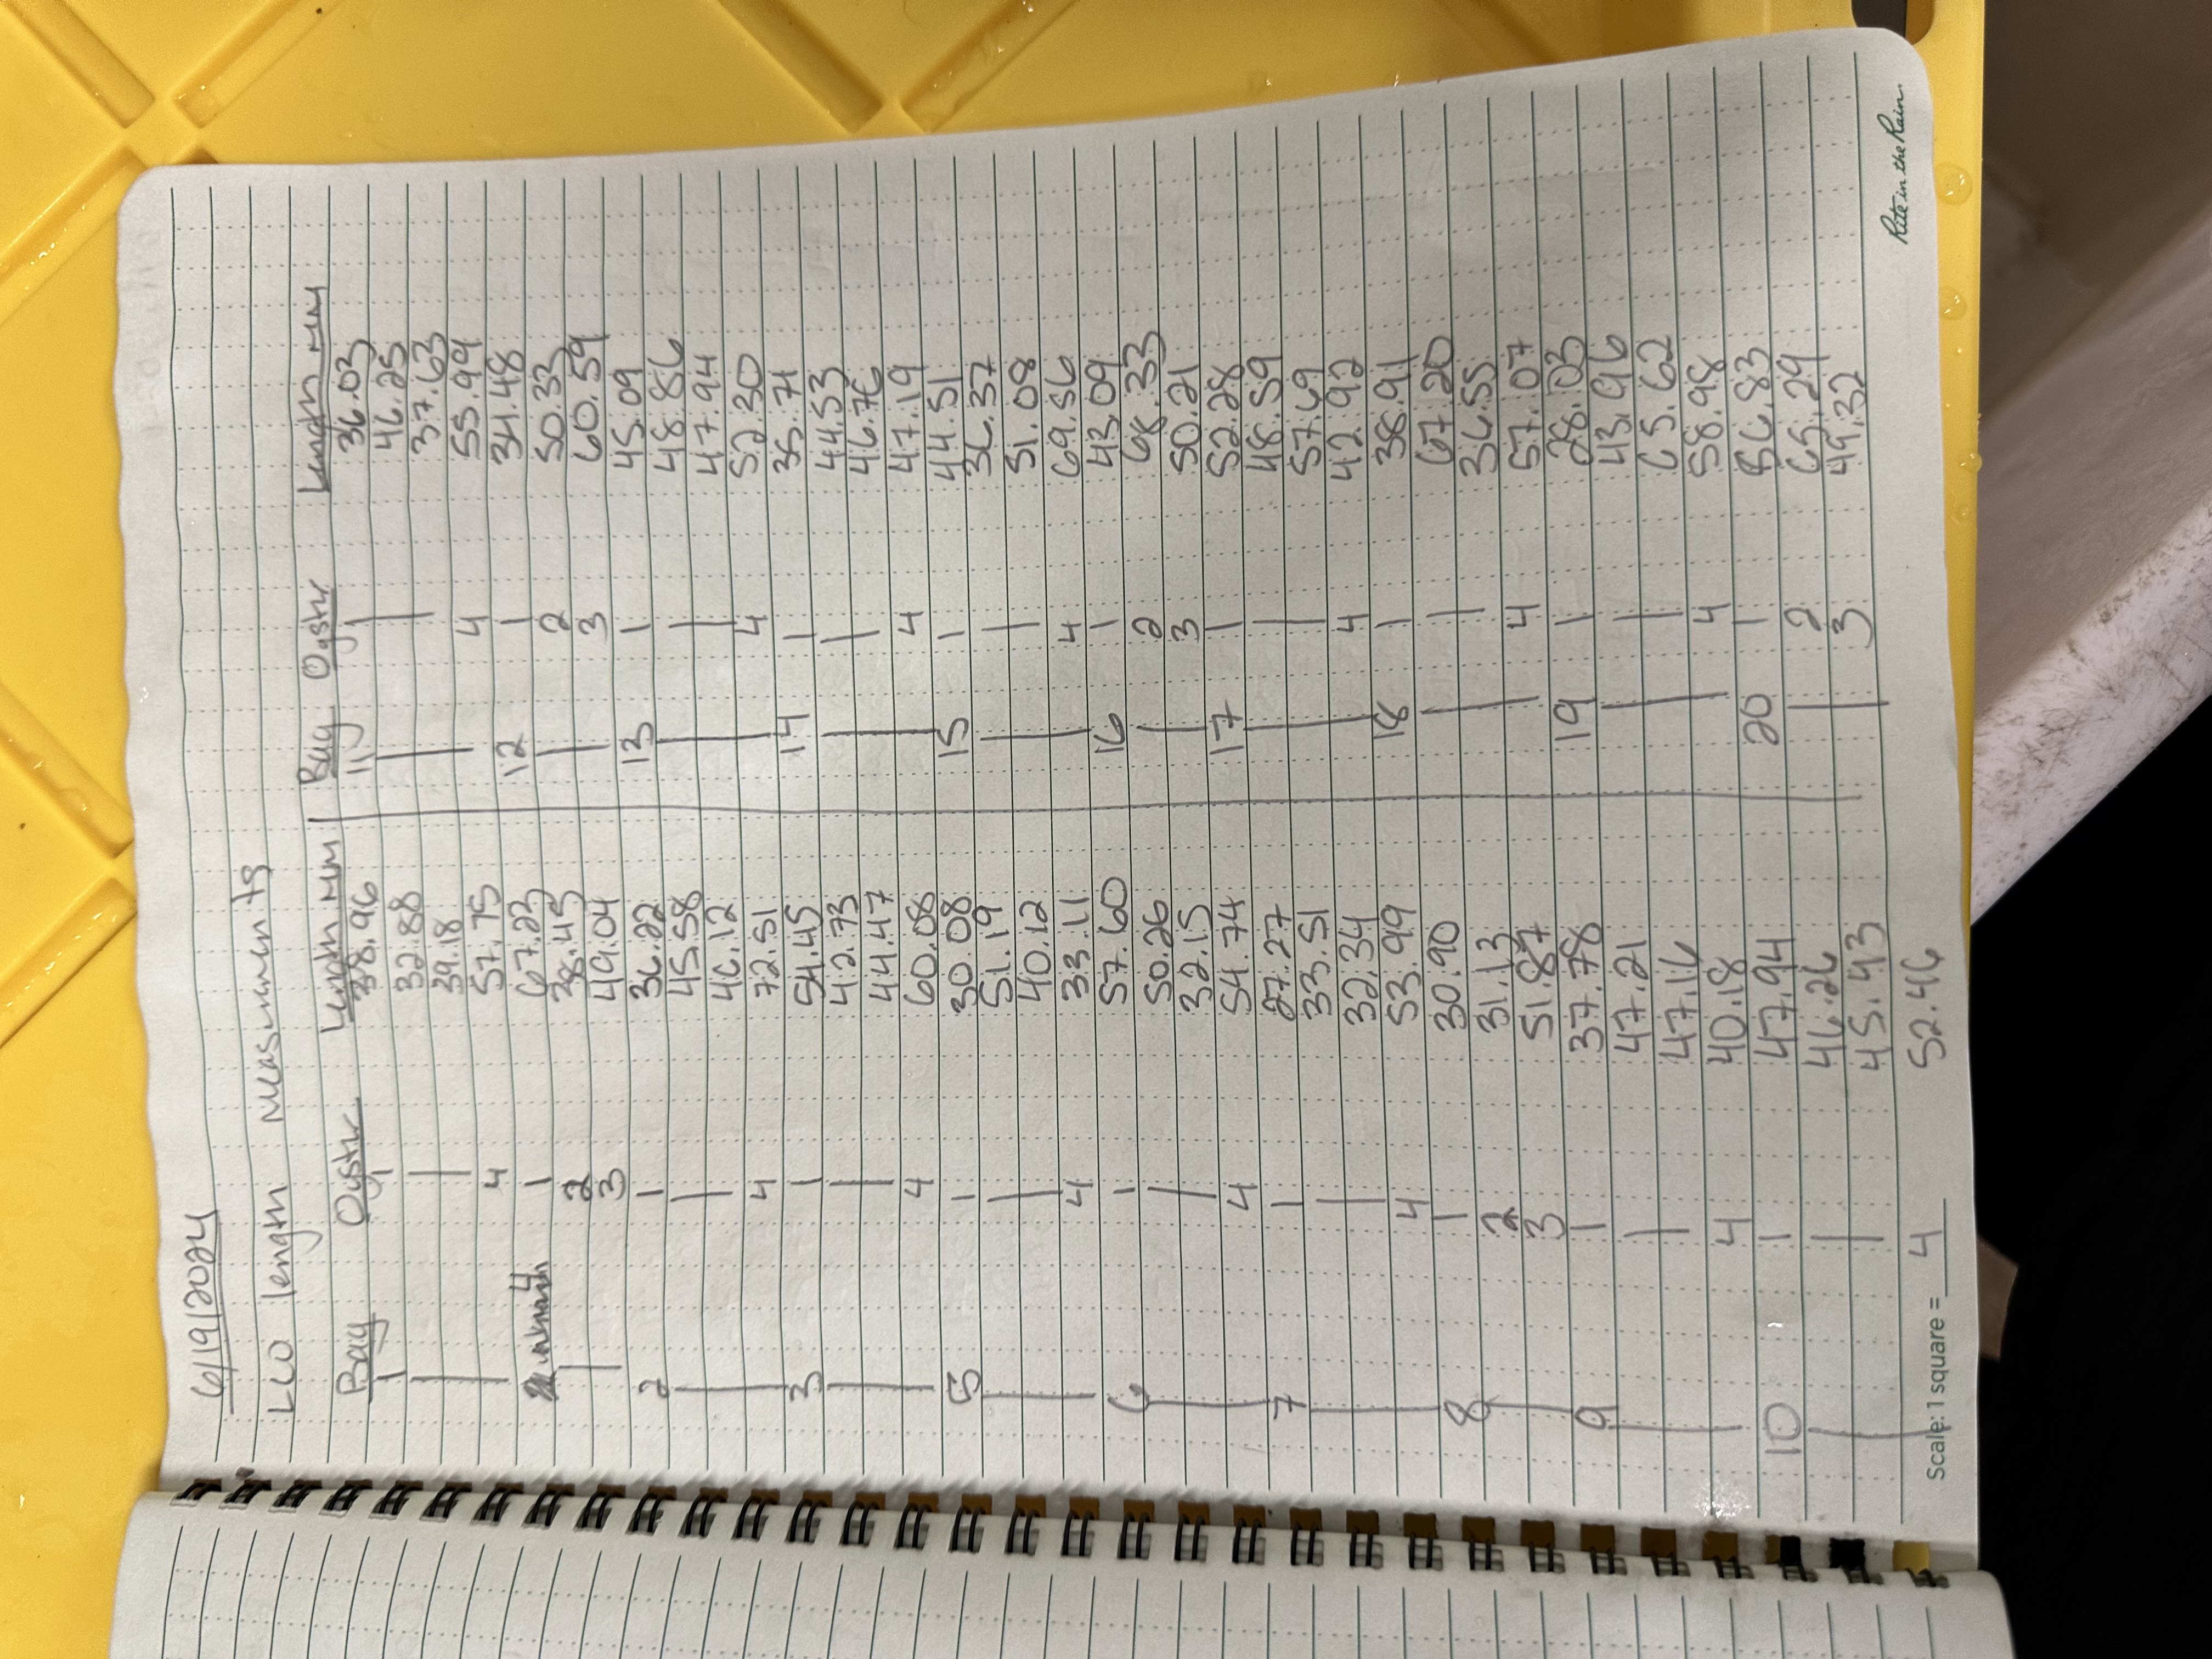 6/19/2024
LCO length measurments
Bag Oyster Length mm Bag Oyster Length mm
1 1 38.96 11 1 36.03
32.88 46.25
39.18 37.63
4 57.75 4 55.99
unknown 4 1 67.23 12 1 34.48
2 38.45 2 50.33
3 49.04 3 60.59
2 1 36.22 13 1 45.09
45.58 48.86
46.12 47.94
4 72.51 4 52.30
3 1 54.45 14 1 35.71
42.73 44.53
44.47 46.76
4 60.08 4 47.19
5 1 30.08 15 1 44.51
51.19 36.37
40.12 51.08
4 33.11 4 69.56
6 1 57.60 16 1 43.09
50.26 2 68.33
32.15 3 50.21
4 54.74 17 1 52.28
7 1 27.27 48.59
33.51 57.69
32.34 4 42.92
4 53.99 18 1 38.91
8 1 30.90 67.20
2 31.13 36.55
3 51.87 4 57.07
9 1 37.78 19 1 28.03
47.21 43.96
47.16 65.62
4 40.18 4 58.98
10 1 47.94 20 1 56.83
46.26 2 65.29
45.43 3 49.32
4 52.46
Scale: 1 square =
Rite in the Rain.